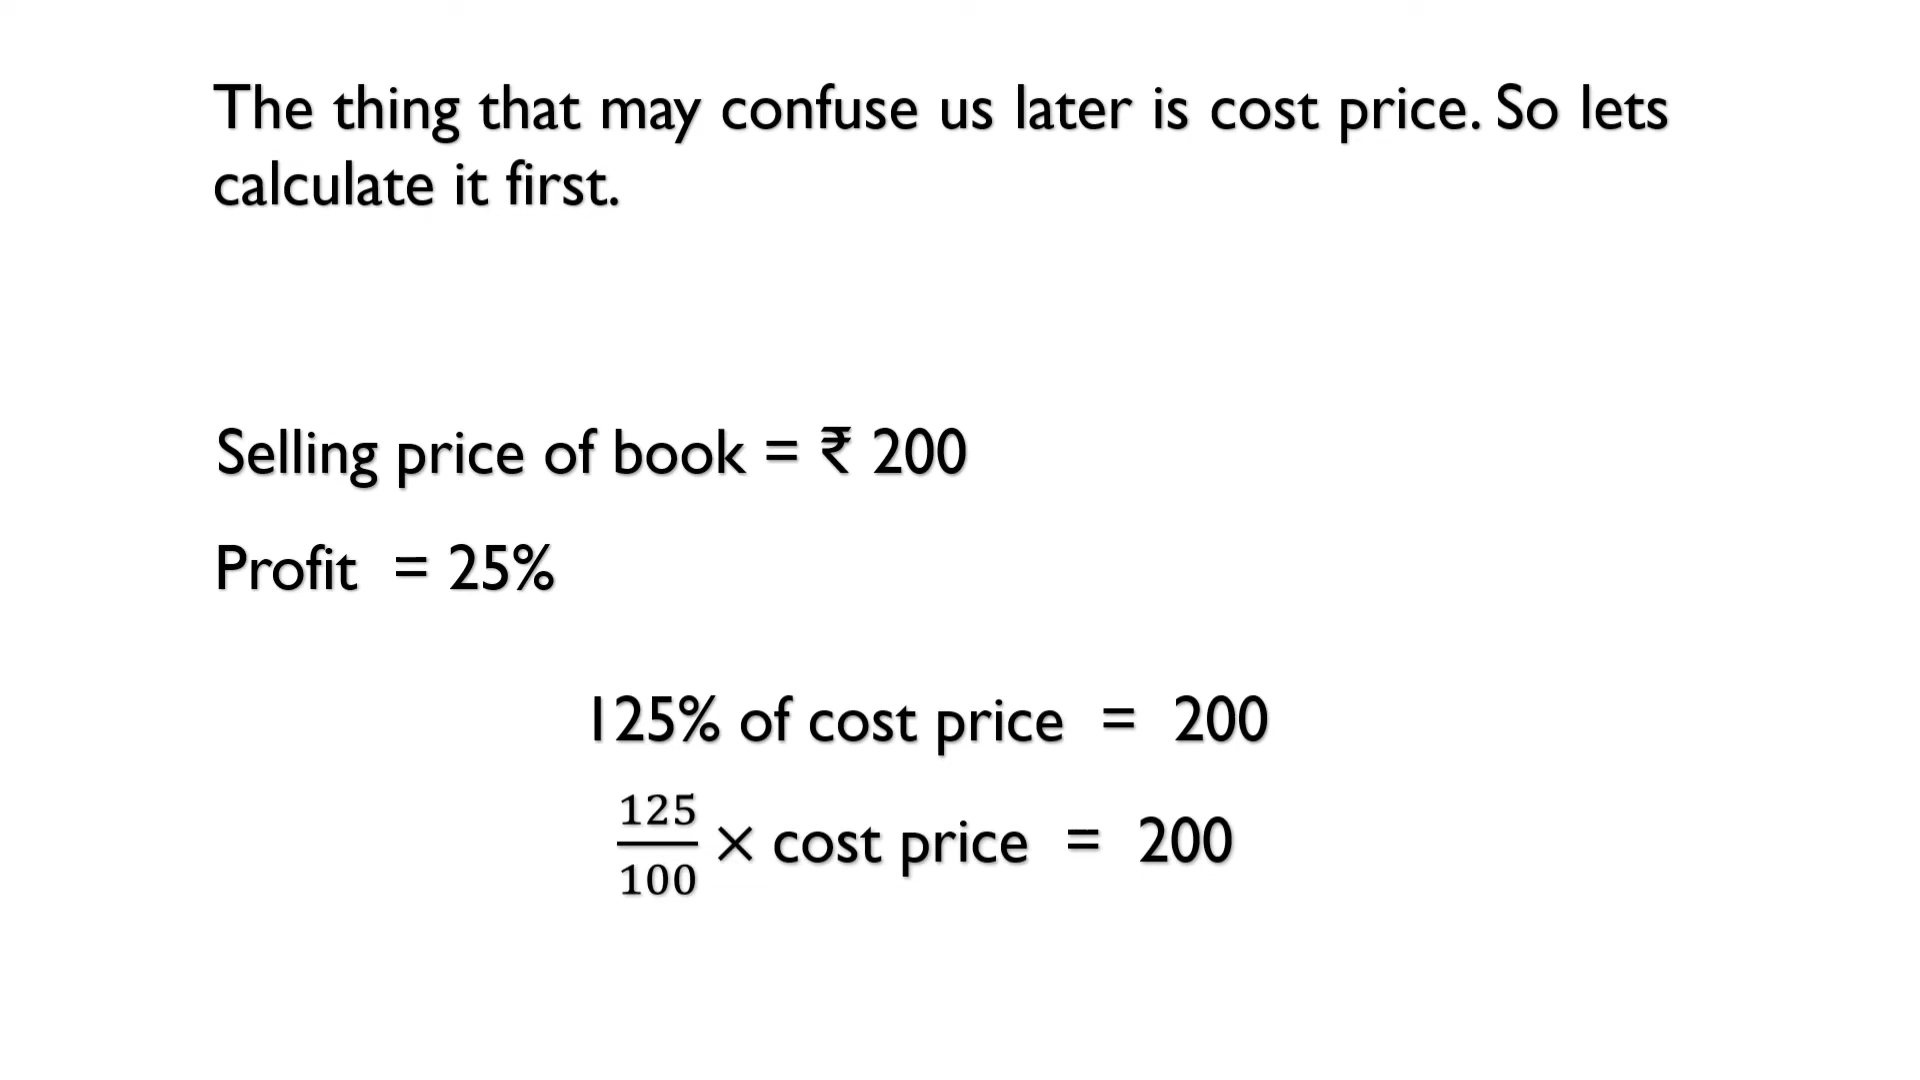 The thing that may confuse us later is cost price. So lets
calculate it first.
Selling price of book = ₹ 200
Profit = 25%
125% of cost price = 200
125/100 × cost price = 200